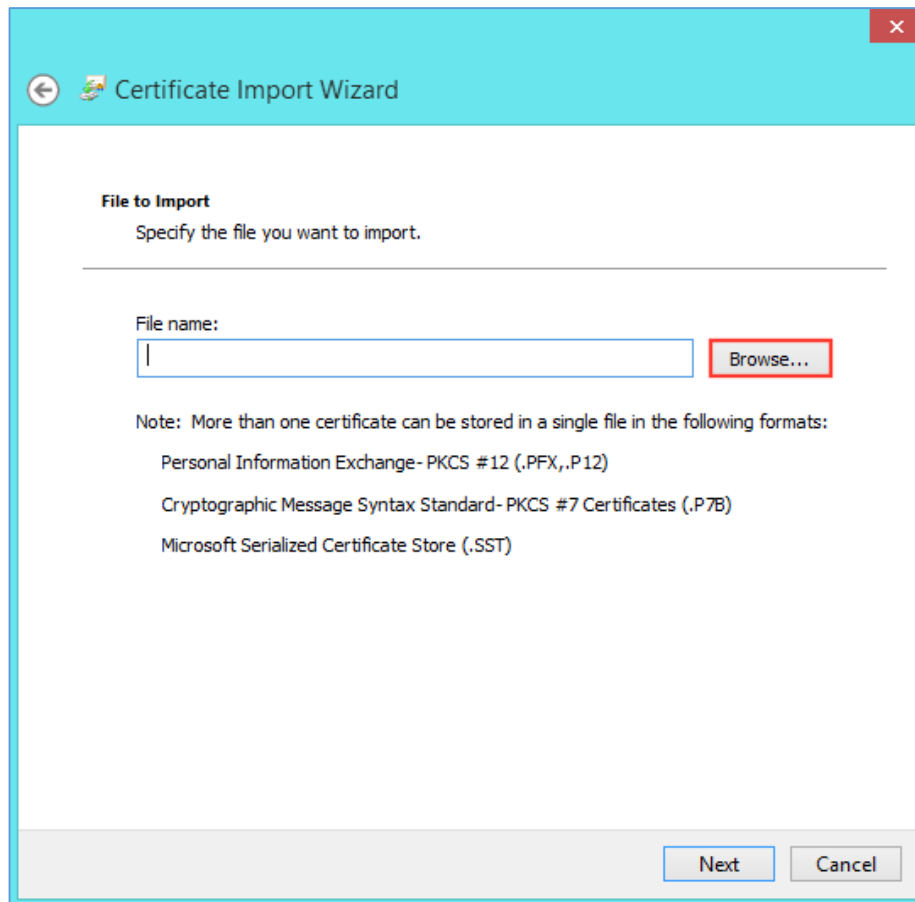 Certificate Import Wizard
File to Import
Specify the file you want to import.
File name:
Browse...
Note: More than one certificate can be stored in a single file in the following formats:
Personal Information Exchange- PKCS #12 (.PFX,.P12)
Cryptographic Message Syntax Standard- PKCS #7 Certificates (.P7B)
Microsoft Serialized Certificate Store (.SST)
Next
Cancel